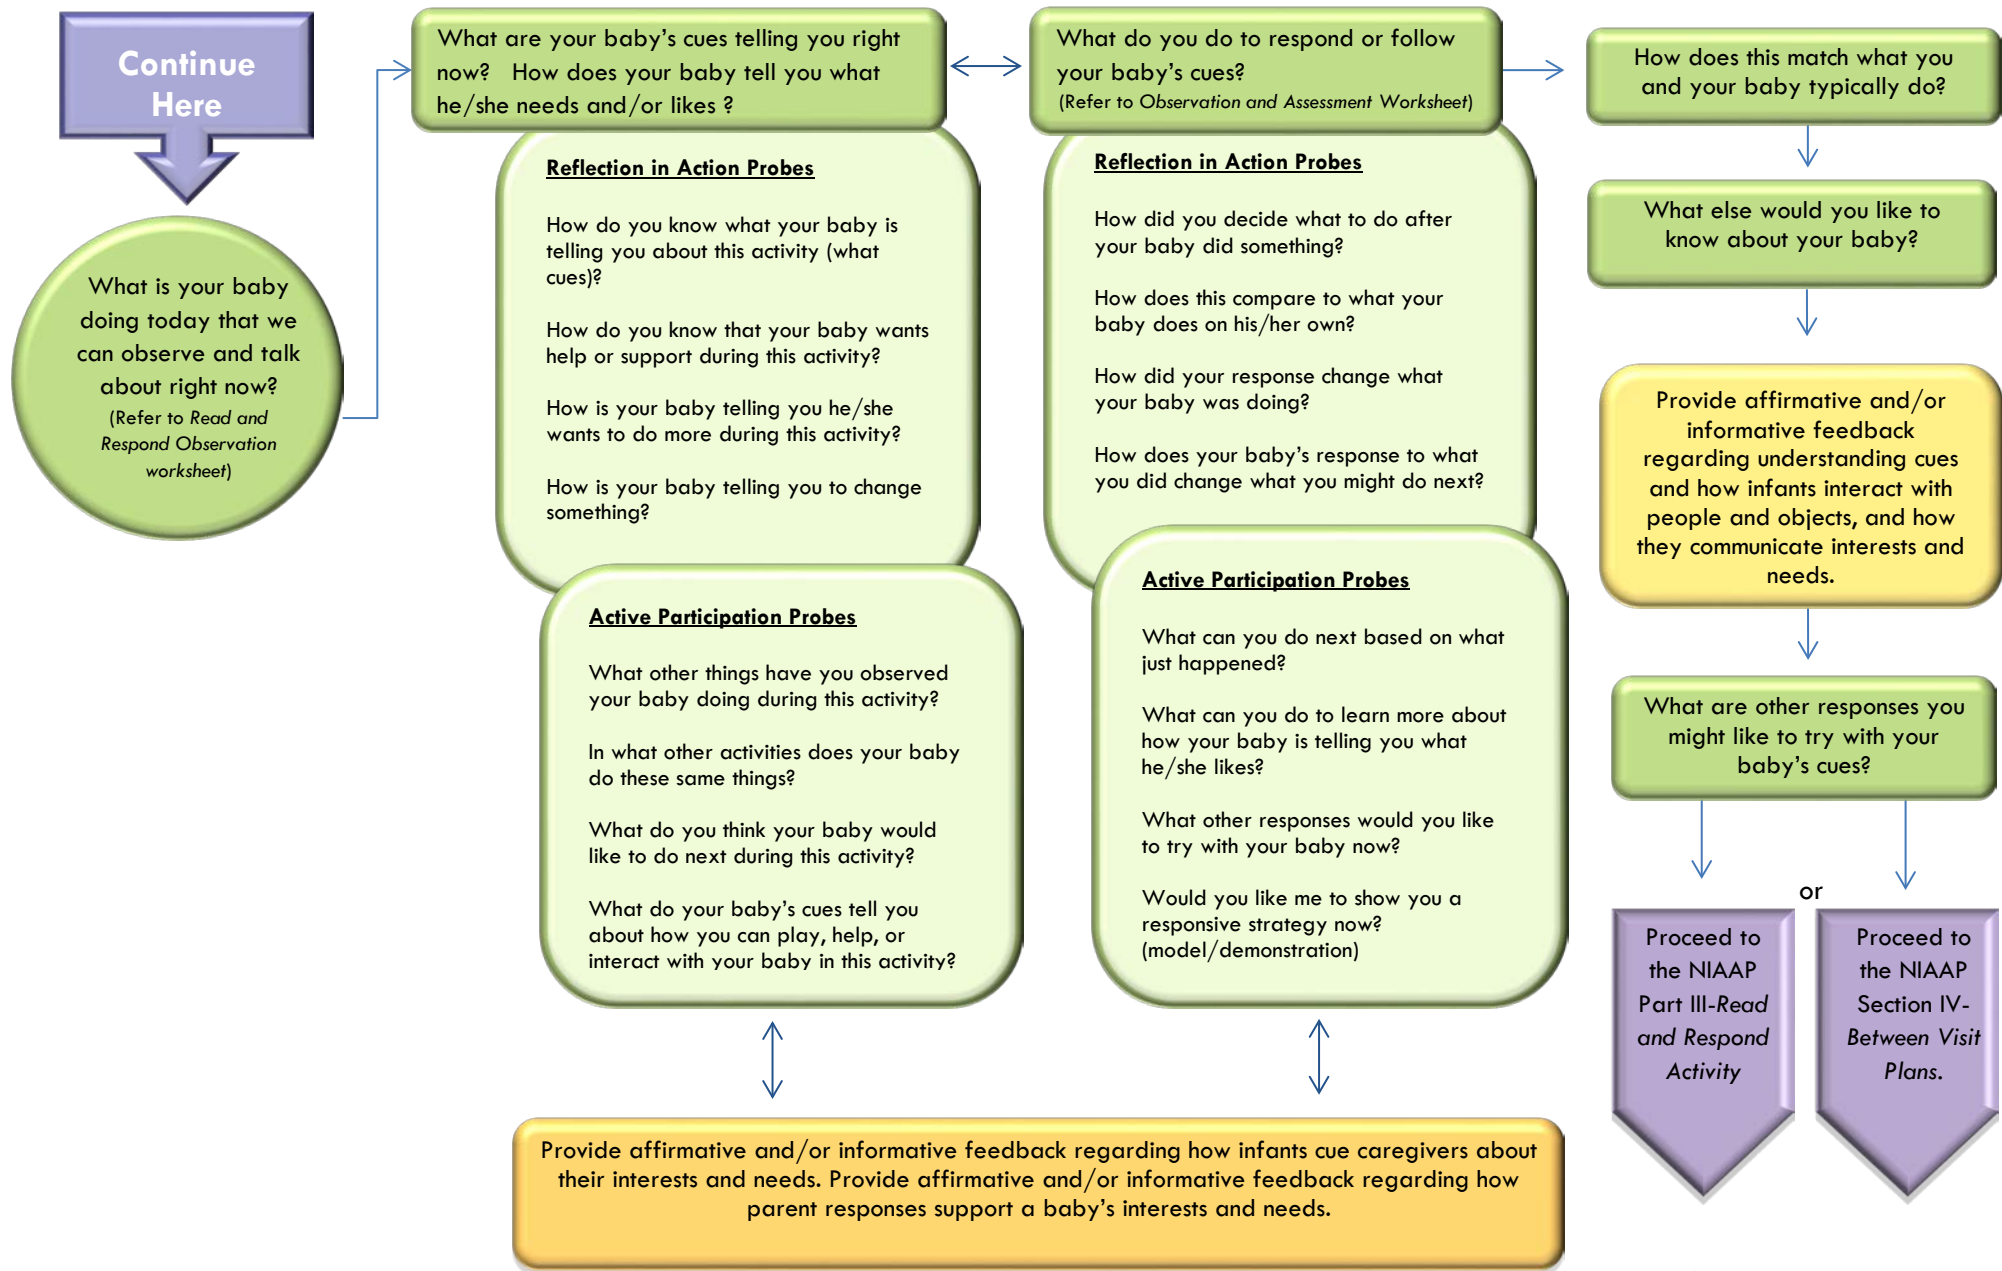 Continue
Here
What is your baby
doing today that we
can observe and talk
about right now?
(Refer to Read and
Respond Observation
worksheet)
What are your baby's cues telling you right
now?   How does your baby tell you what
he/she needs and/or likes ?
Reflection in Action Probes
How do you know what your baby is
telling you about this activity (what
cues)?
How do you know that your baby wants
help or support during this activity?
How is your baby telling you he/she
wants to do more during this activity?
How is your baby telling you to change
something?
Active Participation Probes
What other things have you observed
your baby doing during this activity?
In what other activities does your baby
do these same things?
What do you think your baby would
like to do next during this activity?
What do your baby's cues tell you
about how you can play, help, or
interact with your baby in this activity?
What do you do to respond or follow
your baby's cues?
(Refer to Observation and Assessment Worksheet)
Reflection in Action Probes
How did you decide what to do after
your baby did something?
How does this compare to what your
baby does on his/her own?
How did your response change what
your baby was doing?
How does your baby's response to what
you did change what you might do next?
Active Participation Probes
What can you do next based on what
just happened?
What can you do to learn more about
how your baby is telling you what
he/she likes?
What other responses would you like
to try with your baby now?
Would you like me to show you a
responsive strategy now?
(model/demonstration)
Provide affirmative and/or informative feedback regarding how infants cue caregivers about
their interests and needs. Provide affirmative and/or informative feedback regarding how
parent responses support a baby's interests and needs.
How does this match what you
and your baby typically do?
What else would you like to
know about your baby?
Provide affirmative and/or
informative feedback
regarding understanding cues
and how infants interact with
people and objects, and how
they communicate interests and
needs.
What are other responses you
might like to try with your
baby's cues?
or
Proceed to
the NIAAP
Part III-Read
and Respond
Activity
Proceed to
the NIAAP
Section IV-
Between Visit
Plans.